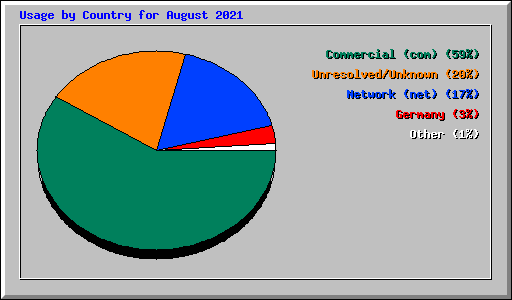 Usage by Country for August 2021
Commercial (com) (59%)
Unresolved/Unknown (20%)
Network (net) (17%)
Germany (3%)
Other (1%)